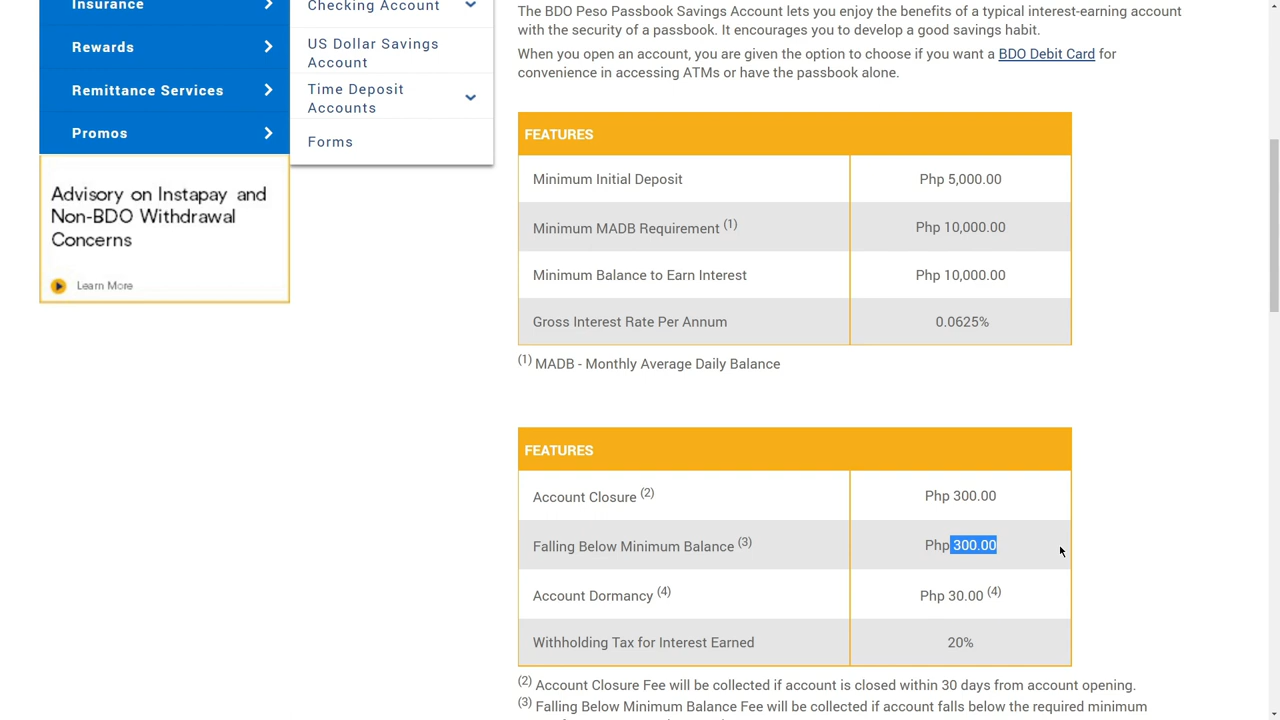 Insurance
Rewards
Remittance Services
Promos
Checking Account
US Dollar Savings
Account
Time Deposit
Accounts
Forms
Advisory on Instapay and
Non-BDO Withdrawal
Concerns
Learn More
The BDO Peso Passbook Savings Account lets you enjoy the benefits of a typical interest-earning account
with the security of a passbook. It encourages you to develop a good savings habit.
When you open an account, you are given the option to choose if you want a BDO Debit Card for
convenience in accessing ATMs or have the passbook alone.
FEATURES
Minimum Initial Deposit Php 5,000.00
Minimum MADB Requirement (1) Php 10,000.00
Minimum Balance to Earn Interest Php 10,000.00
Gross Interest Rate Per Annum 0.0625%
(1) MADB - Monthly Average Daily Balance
FEATURES
Account Closure (2) Php 300.00
Falling Below Minimum Balance (3) Php 300.00
Account Dormancy (4) Php 30.00 (4)
Withholding Tax for Interest Earned 20%
(2) Account Closure Fee will be collected if account is closed within 30 days from account opening.
(3) Falling Below Minimum Balance Fee will be collected if account falls below the required minimum